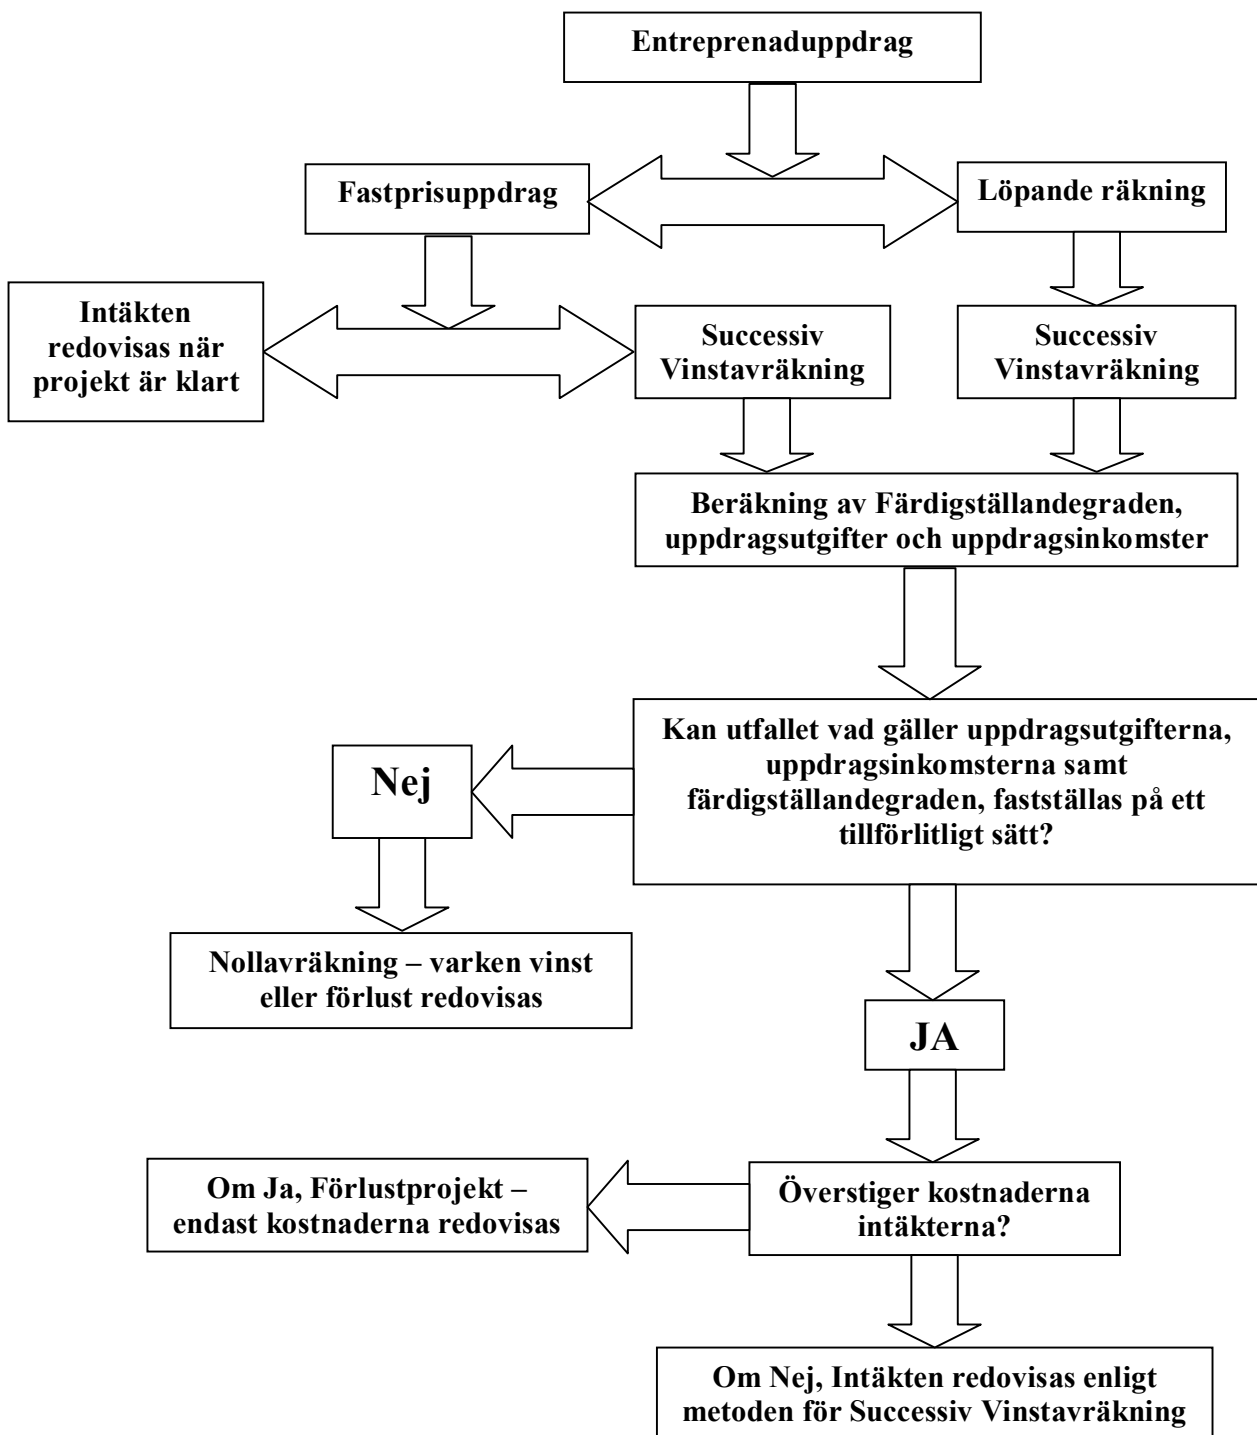 Entreprenaduppdrag
Fastprisuppdrag
Löpande räkning
Intäkten
redovisas när
projekt är klart
Successiv
Vinstavräkning
Successiv
Vinstavräkning
Beräkning av Färdigställandegraden,
uppdragsutgifter och uppdragsinkomster
Kan utfallet vad gäller uppdragsutgifterna,
uppdragsinkomsterna samt
färdigställandegraden, fastställas på ett
tillförlitligt sätt?
Nej
Nollavräkning – varken vinst
eller förlust redovisas
JA
Om Ja, Förlustprojekt –
endast kostnaderna redovisas
Överstiger kostnaderna
intäkterna?
Om Nej, Intäkten redovisas enligt
metoden för Successiv Vinstavräkning